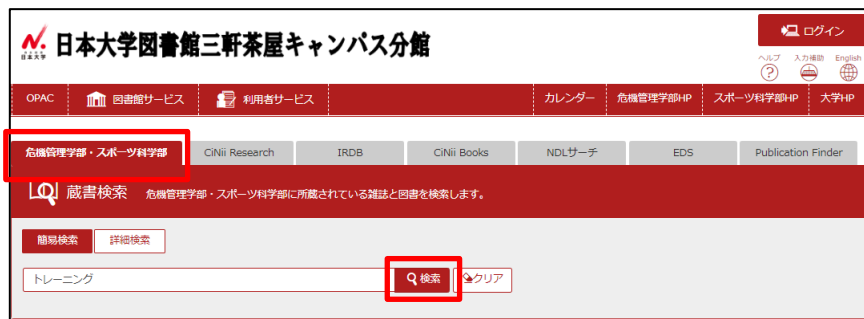 日本大学
日本大学図書館三軒茶屋キャンパス分館
ログイン
ヘルプ 入力補助 English
OPAC 図書館サービス 利用者サービス カレンダー 危機管理学部HP スポーツ科学部HP 大学HP
危機管理学部・スポーツ科学部 CiNii Research IRDB CiNii Books NDLサーチ EDS Publication Finder
蔵書検索 危機管理学部・スポーツ科学部に所蔵されている雑誌と図書を検索します。
簡易検索 詳細検索
トレーニング 検索 クリア